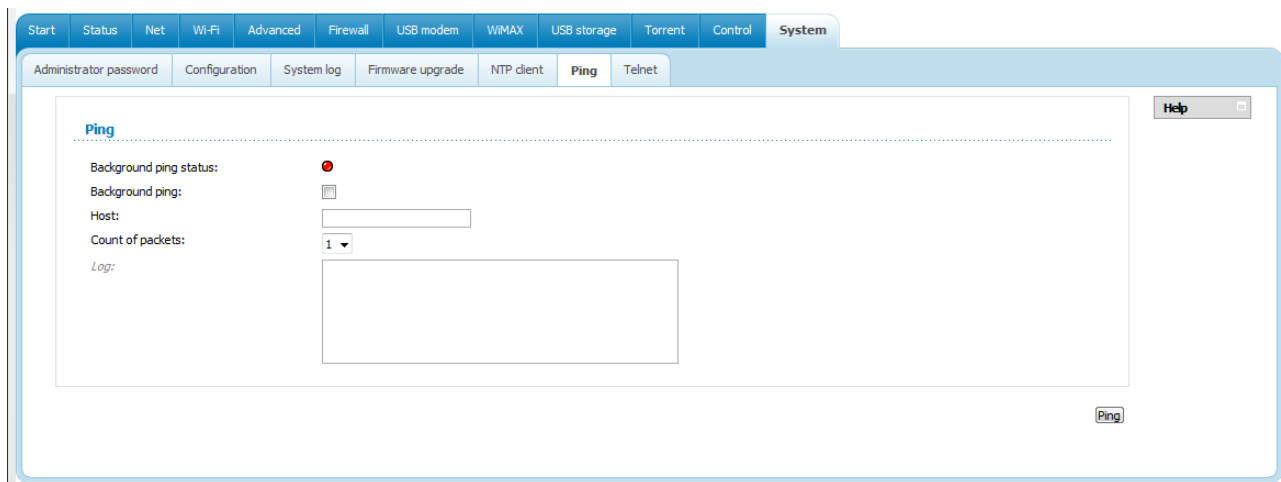 Start Status Net Wi-Fi Advanced Firewall USB modem WiMAX USB storage Torrent Control System
Administrator password Configuration System log Firmware upgrade NTP client Ping Telnet
Help
Ping
Background ping status:
Background ping:
Host:
Count of packets: 1
Log:
Ping